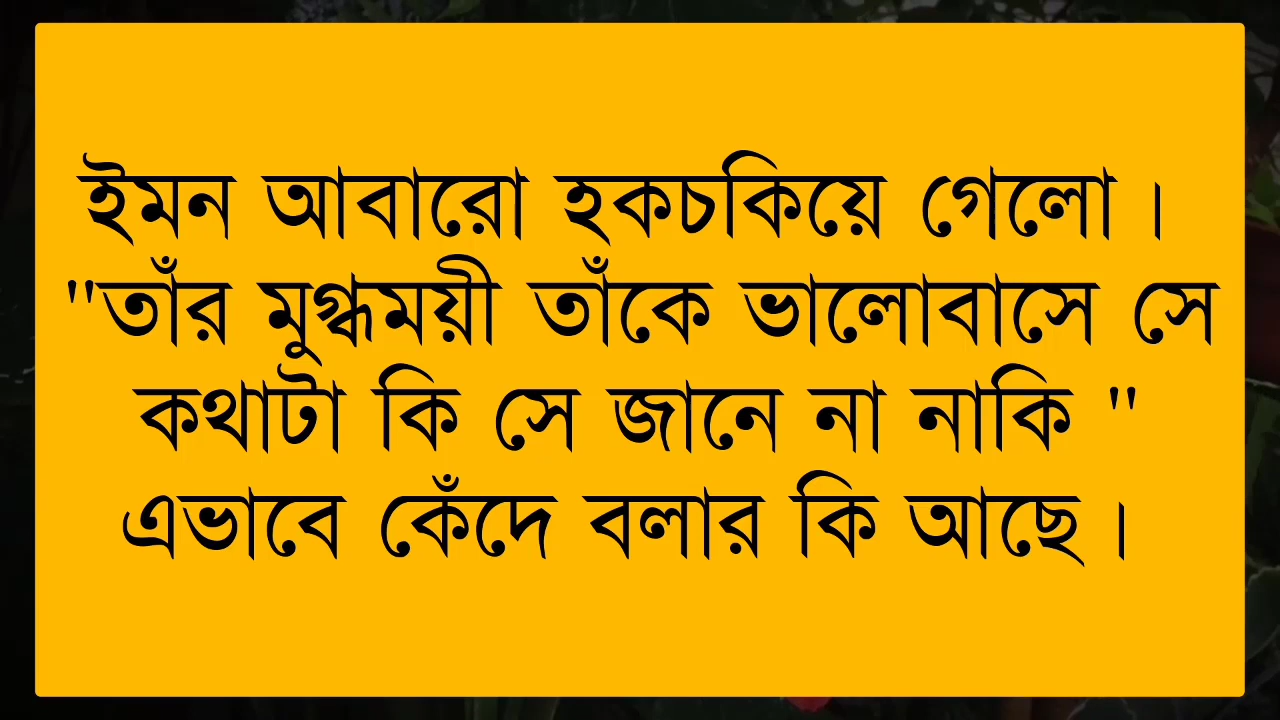 ইমন আবারো হকচকিয়ে গেলো।
"তাঁর মুগ্ধময়ী তাঁকে ভালোবাসে সে
কথাটা কি সে জানে না নাকি "
এভাবে কেঁদে বলার কি আছে।